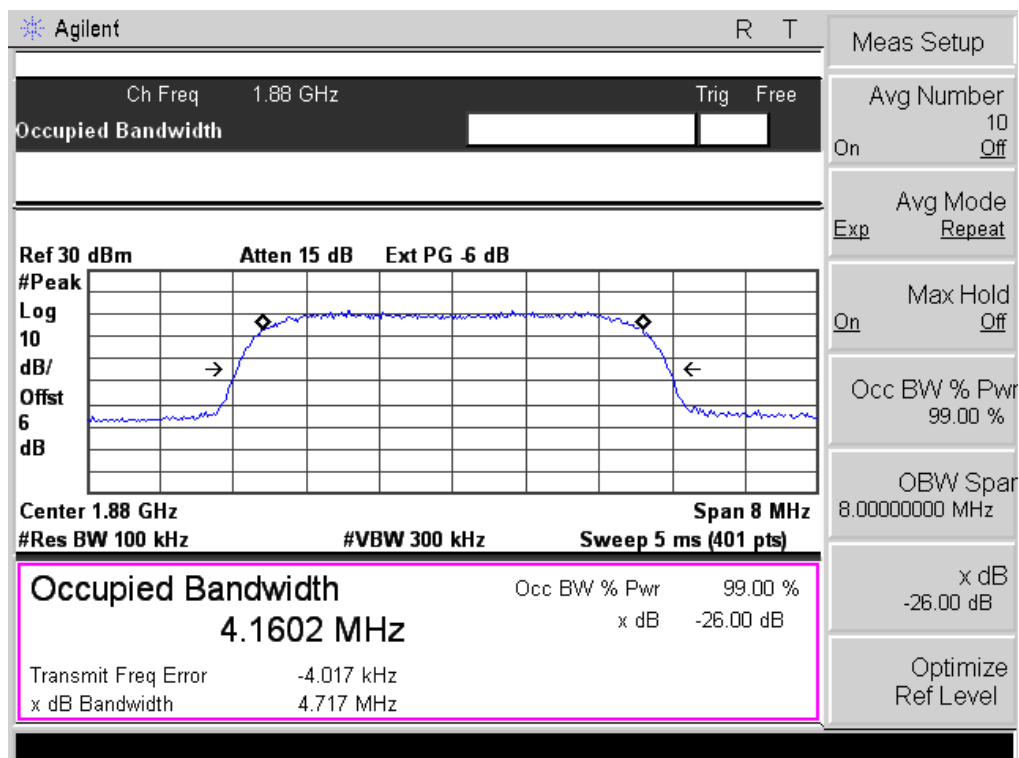 Agilent R T
Ch Freq 1.88 GHz Trig Free
Occupied Bandwidth
Ref 30 dBm Atten 15 dB Ext PG -6 dB
#Peak
Log
10
dB/
Offst
6
dB
Center 1.88 GHz Span 8 MHz
#Res BW 100 kHz #VBW 300 kHz Sweep 5 ms (401 pts)
Occupied Bandwidth
4.1602 MHz
Occ BW % Pwr 99.00 %
x dB -26.00 dB
Transmit Freq Error -4.017 kHz
x dB Bandwidth 4.717 MHz
Meas Setup
Avg Number
10
On Off
Avg Mode
Exp Repeat
Max Hold
On Off
Occ BW % Pwr
99.00 %
OBW Span
8.00000000 MHz
x dB
-26.00 dB
Optimize
Ref Level